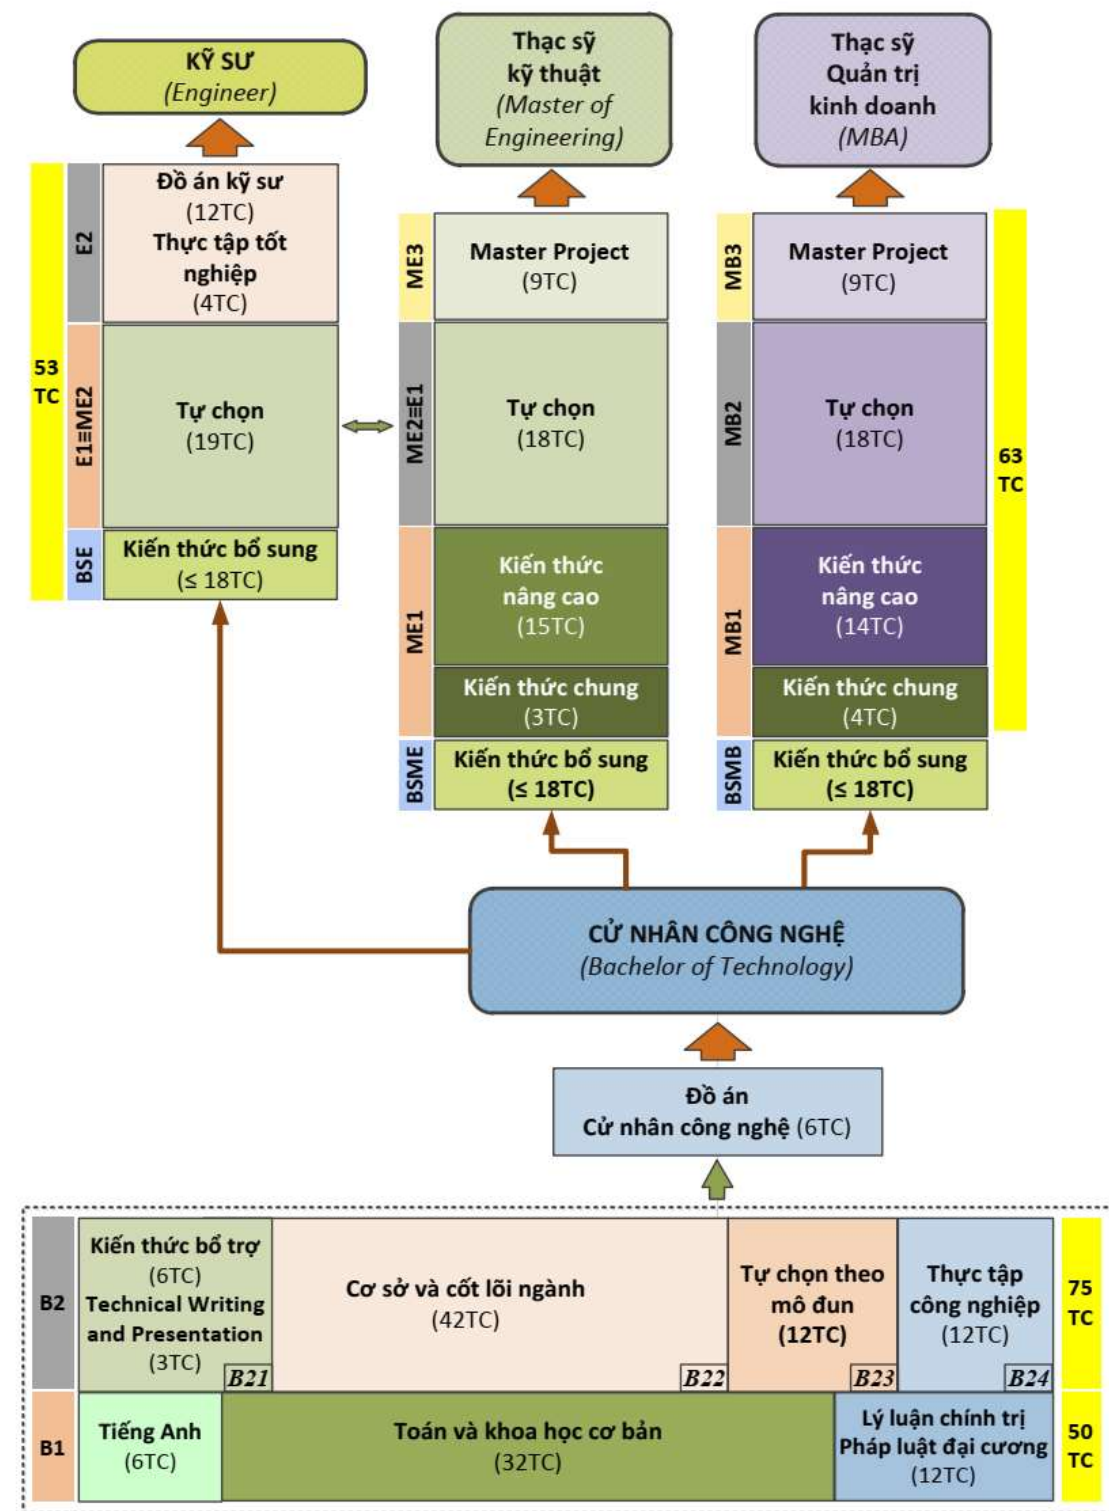 KỸ SƯ
(Engineer)
Thạc sỹ
kỹ thuật
(Master of
Engineering)
Thạc sỹ
Quản trị
kinh doanh
(MBA)
53
TC
E2
Đồ án kỹ sư
(12TC)
Thực tập tốt
nghiệp
(4TC)
E1≡ME2
Tự chọn
(19TC)
BSE
Kiến thức bổ sung
(≤ 18TC)
ME3
Master Project
(9TC)
ME2≡E1
Tự chọn
(18TC)
ME1
Kiến thức
nâng cao
(15TC)
Kiến thức chung
(3TC)
BSME
Kiến thức bổ sung
(≤ 18TC)
MB3
Master Project
(9TC)
MB2
Tự chọn
(18TC)
MB1
Kiến thức
nâng cao
(14TC)
Kiến thức chung
(4TC)
BSMB
Kiến thức bổ sung
(≤ 18TC)
63
TC
CỬ NHÂN CÔNG NGHỆ
(Bachelor of Technology)
Đồ án
Cử nhân công nghệ (6TC)
B2
Kiến thức bổ trợ
(6TC)
Technical Writing
and Presentation
(3TC)
B21
Cơ sở và cốt lõi ngành
(42TC)
B22
Tự chọn theo
mô đun
(12TC)
B23
Thực tập
công nghiệp
(12TC)
B24
75
TC
B1
Tiếng Anh
(6TC)
Toán và khoa học cơ bản
(32TC)
Lý luận chính trị
Pháp luật đại cương
(12TC)
50
TC